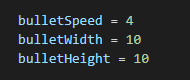 bulletSpeed = 4
bulletWidth = 10
bulletHeight = 10